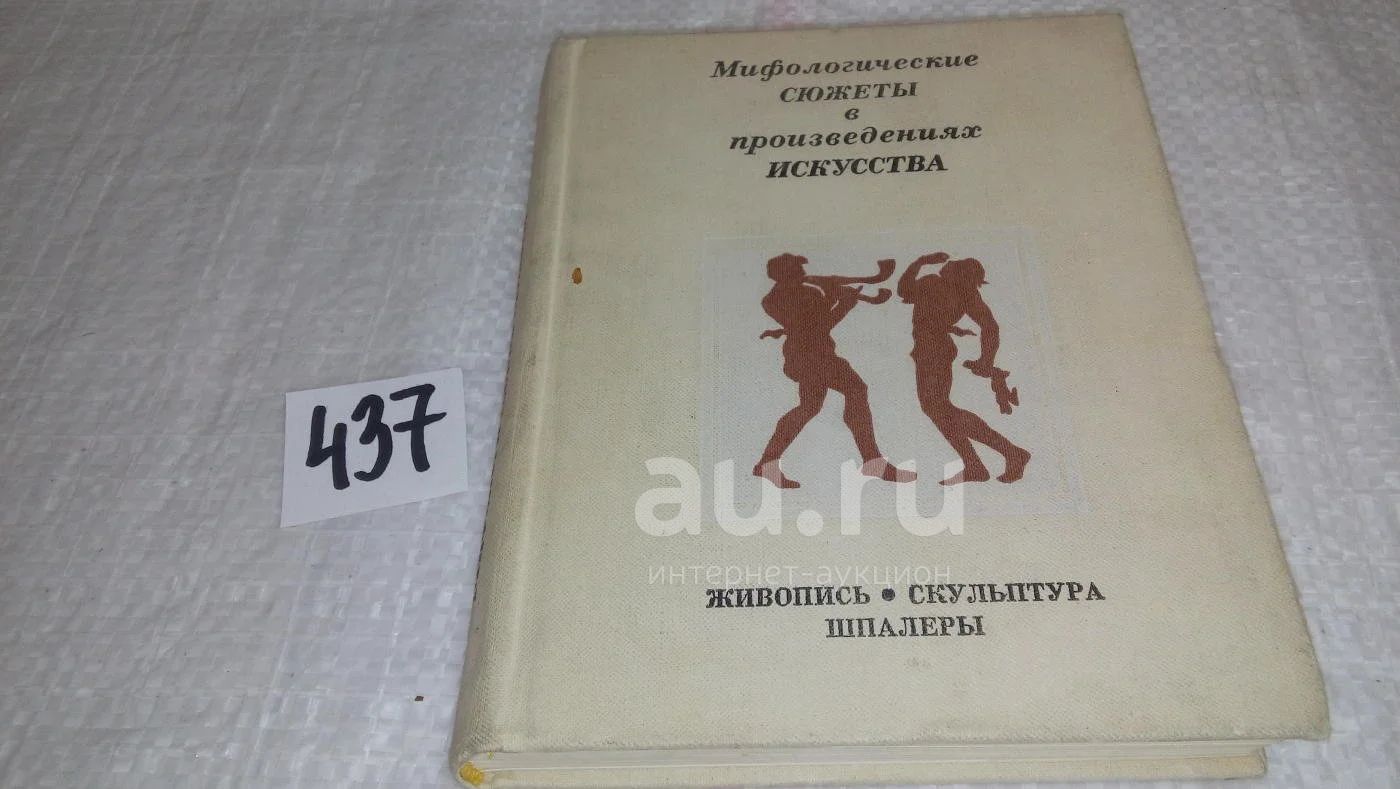 Мифологические
СЮЖЕТЫ
в
произведениях
ИСКУССТВА
437
au.ru
интернет-аукцион
ЖИВОПИСЬ • СКУЛЬПТУРА
ШПАЛЕРЫ